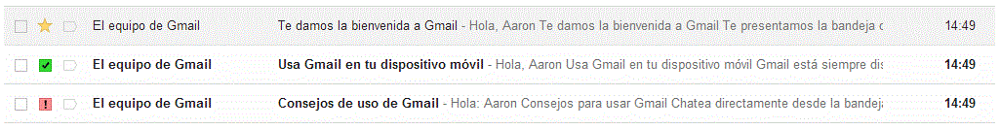 El equipo de Gmail Te damos la bienvenida a Gmail - Hola, Aaron Te damos la bienvenida a Gmail Te presentamos la bandeja 14:49
El equipo de Gmail Usa Gmail en tu dispositivo móvil - Hola, Aaron Usa Gmail en tu dispositivo móvil Gmail está siempre dis 14:49
El equipo de Gmail Consejos de uso de Gmail - Hola: Aaron Consejos para usar Gmail Chatea directamente desde la bandeja 14:49